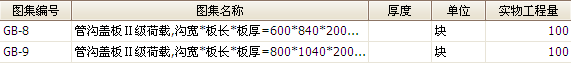 图集编号 图集名称 厚度 单位 实物工程量
GB-8 管沟盖板Ⅱ级荷载,沟宽*板长*板厚=600*840*200... 块 100
GB-9 管沟盖板Ⅱ级荷载,沟宽*板长*板厚=800*1040*200... 块 100